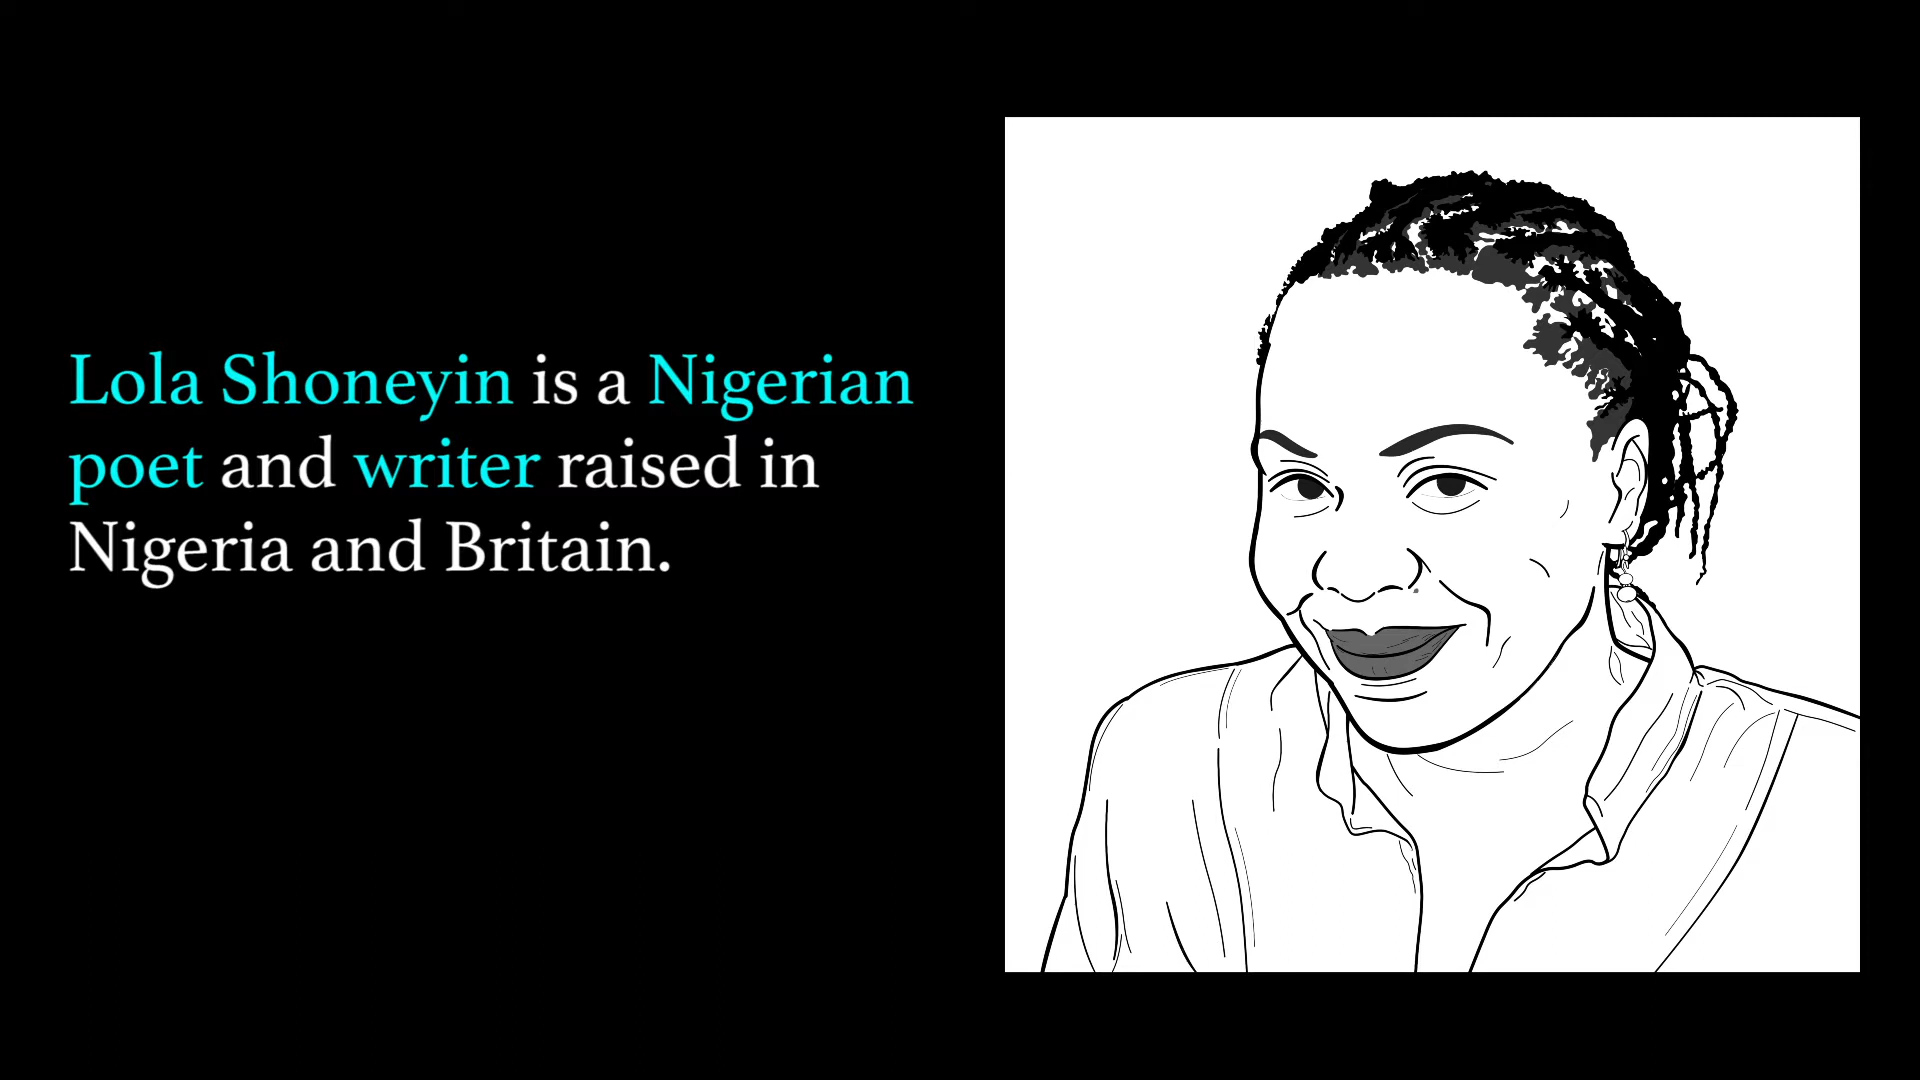 Lola Shoneyin is a Nigerian
poet and writer raised in
Nigeria and Britain.